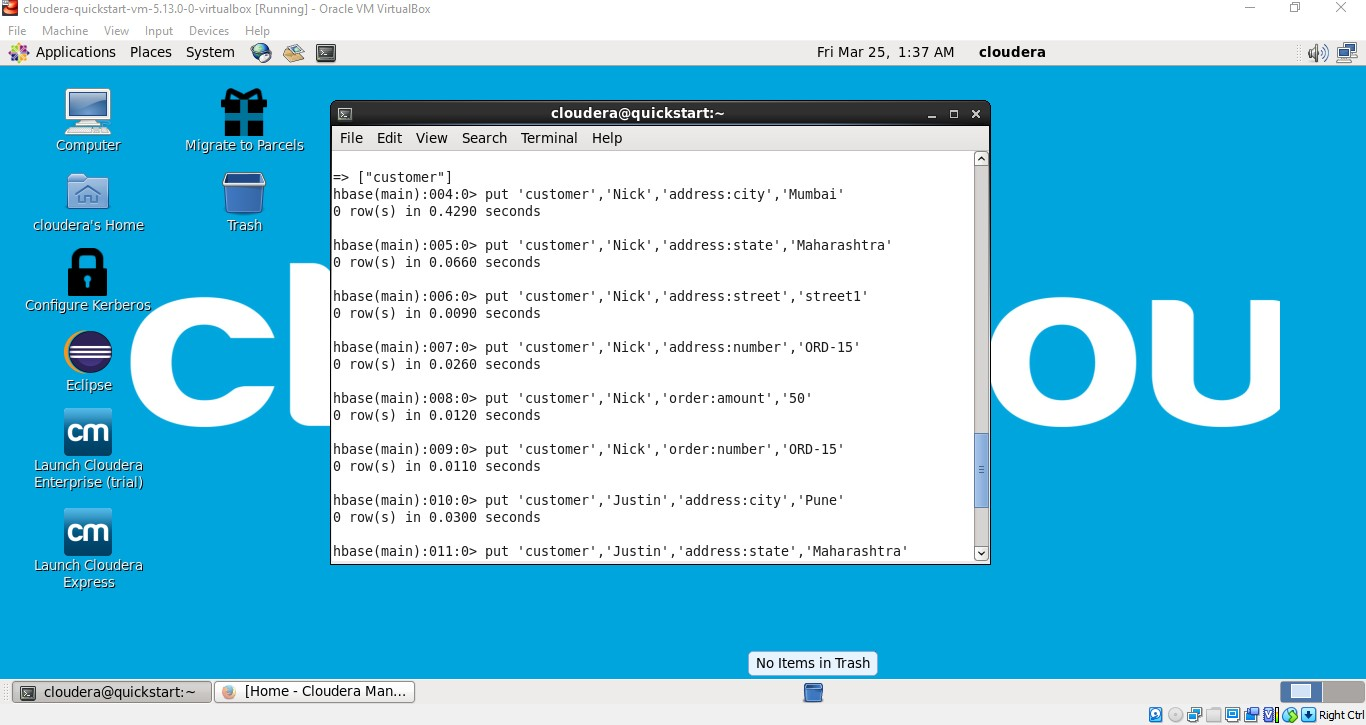 cloudera-quickstart-vm-5.13.0-0-virtualbox [Running] - Oracle VM VirtualBox
File Machine View Input Devices Help
Applications Places System Fri Mar 25, 1:37 AM cloudera
Computer
Migrate to Parcels
cloudera's Home
Trash
Configure Kerberos
Eclipse
cm
Launch Cloudera
Enterprise (trial)
cm
Launch Cloudera
Express
cloudera@quickstart:~
File Edit View Search Terminal Help
=> ["customer"]
hbase(main):004:0> put 'customer','Nick','address:city','Mumbai'
0 row(s) in 0.4290 seconds
hbase(main):005:0> put 'customer','Nick','address:state','Maharashtra'
0 row(s) in 0.0660 seconds
hbase(main):006:0> put 'customer','Nick','address:street','street1'
0 row(s) in 0.0090 seconds
hbase(main):007:0> put 'customer','Nick','address:number','ORD-15'
0 row(s) in 0.0260 seconds
hbase(main):008:0> put 'customer','Nick','order:amount','50'
0 row(s) in 0.0120 seconds
hbase(main):009:0> put 'customer','Nick','order:number','ORD-15'
0 row(s) in 0.0110 seconds
hbase(main):010:0> put 'customer','Justin','address:city','Pune'
0 row(s) in 0.0300 seconds
hbase(main):011:0> put 'customer','Justin','address:state','Maharashtra'
cl ou
No Items in Trash
cloudera@quickstart:~ [Home - Cloudera Man...
Right Ctrl